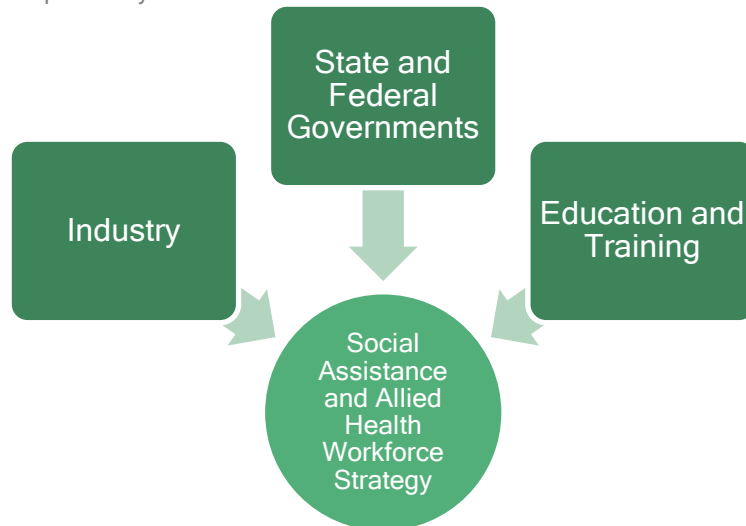 State and
Federal
Governments
Industry
Education and
Training
Social
Assistance
and Allied
Health
Workforce
Strategy